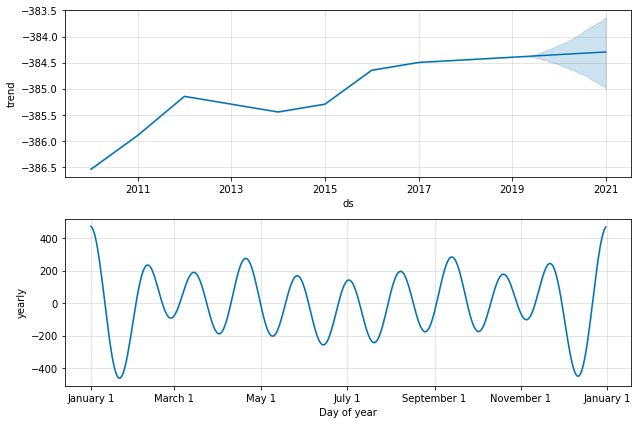 −383.5
−384.0
−384.5
−385.0
−385.5
−386.0
−386.5
trend
2011 2013 2015 2017 2019 2021
ds
400
200
0
−200
−400
yearly
January 1 March 1 May 1 July 1 September 1 November 1 January 1
Day of year